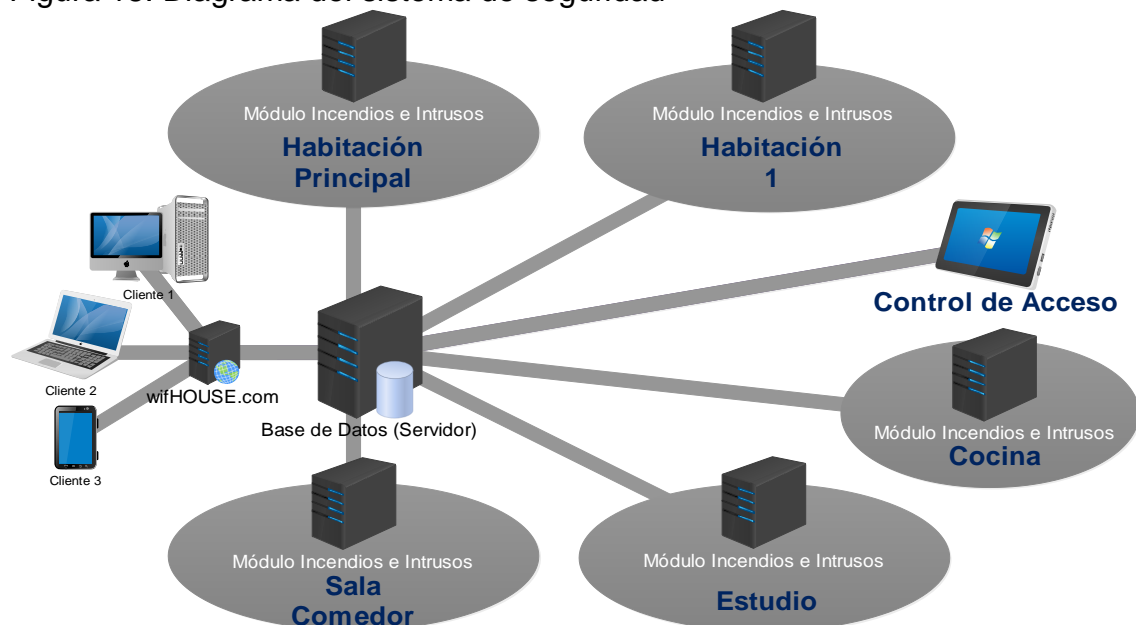 Figura 18. Diagrama del sistema de seguridad
Módulo Incendios e Intrusos
Habitación
Principal
Módulo Incendios e Intrusos
Habitación
1
Control de Acceso
Cliente 1
Cliente 2
Cliente 3
wifHOUSE.com
Base de Datos (Servidor)
Módulo Incendios e Intrusos
Cocina
Módulo Incendios e Intrusos
Sala
Comedor
Módulo Incendios e Intrusos
Estudio